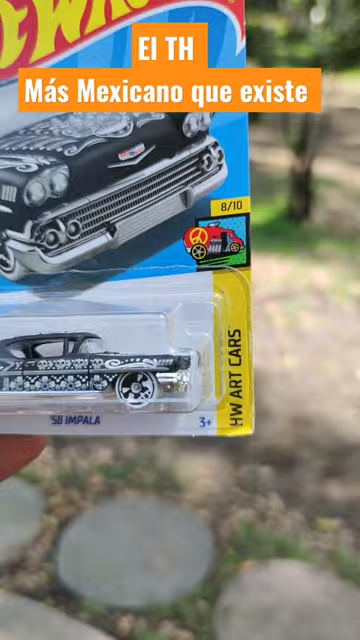 El TH
Más Mexicano que existe
8/10
HW ART CARS
'58 IMPALA
3+